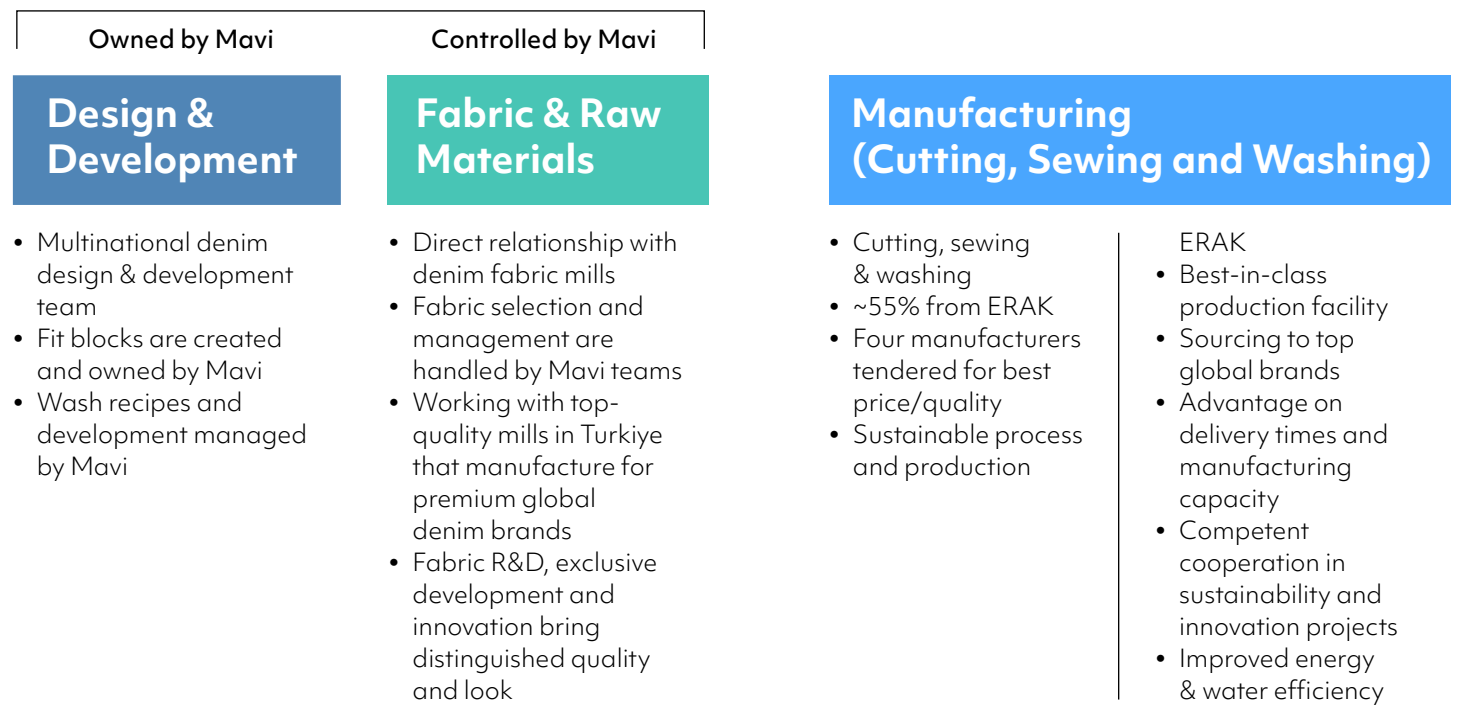 Owned by Mavi
Controlled by Mavi
Design &
Development
• Multinational denim
design & development
team
• Fit blocks are created
and owned by Mavi
• Wash recipes and
development managed
by Mavi
Fabric & Raw
Materials
• Direct relationship with
denim fabric mills
• Fabric selection and
management are
handled by Mavi teams
• Working with top-
quality mills in Turkiye
that manufacture for
premium global
denim brands
• Fabric R&D, exclusive
development and
innovation bring
distinguished quality
and look
Manufacturing
(Cutting, Sewing and Washing)
• Cutting, sewing
& washing
• ~55% from ERAK
• Four manufacturers
tendered for best
price/quality
• Sustainable process
and production
ERAK
• Best-in-class
production facility
• Sourcing to top
global brands
• Advantage on
delivery times and
manufacturing
capacity
• Competent
cooperation in
sustainability and
innovation projects
• Improved energy
& water efficiency